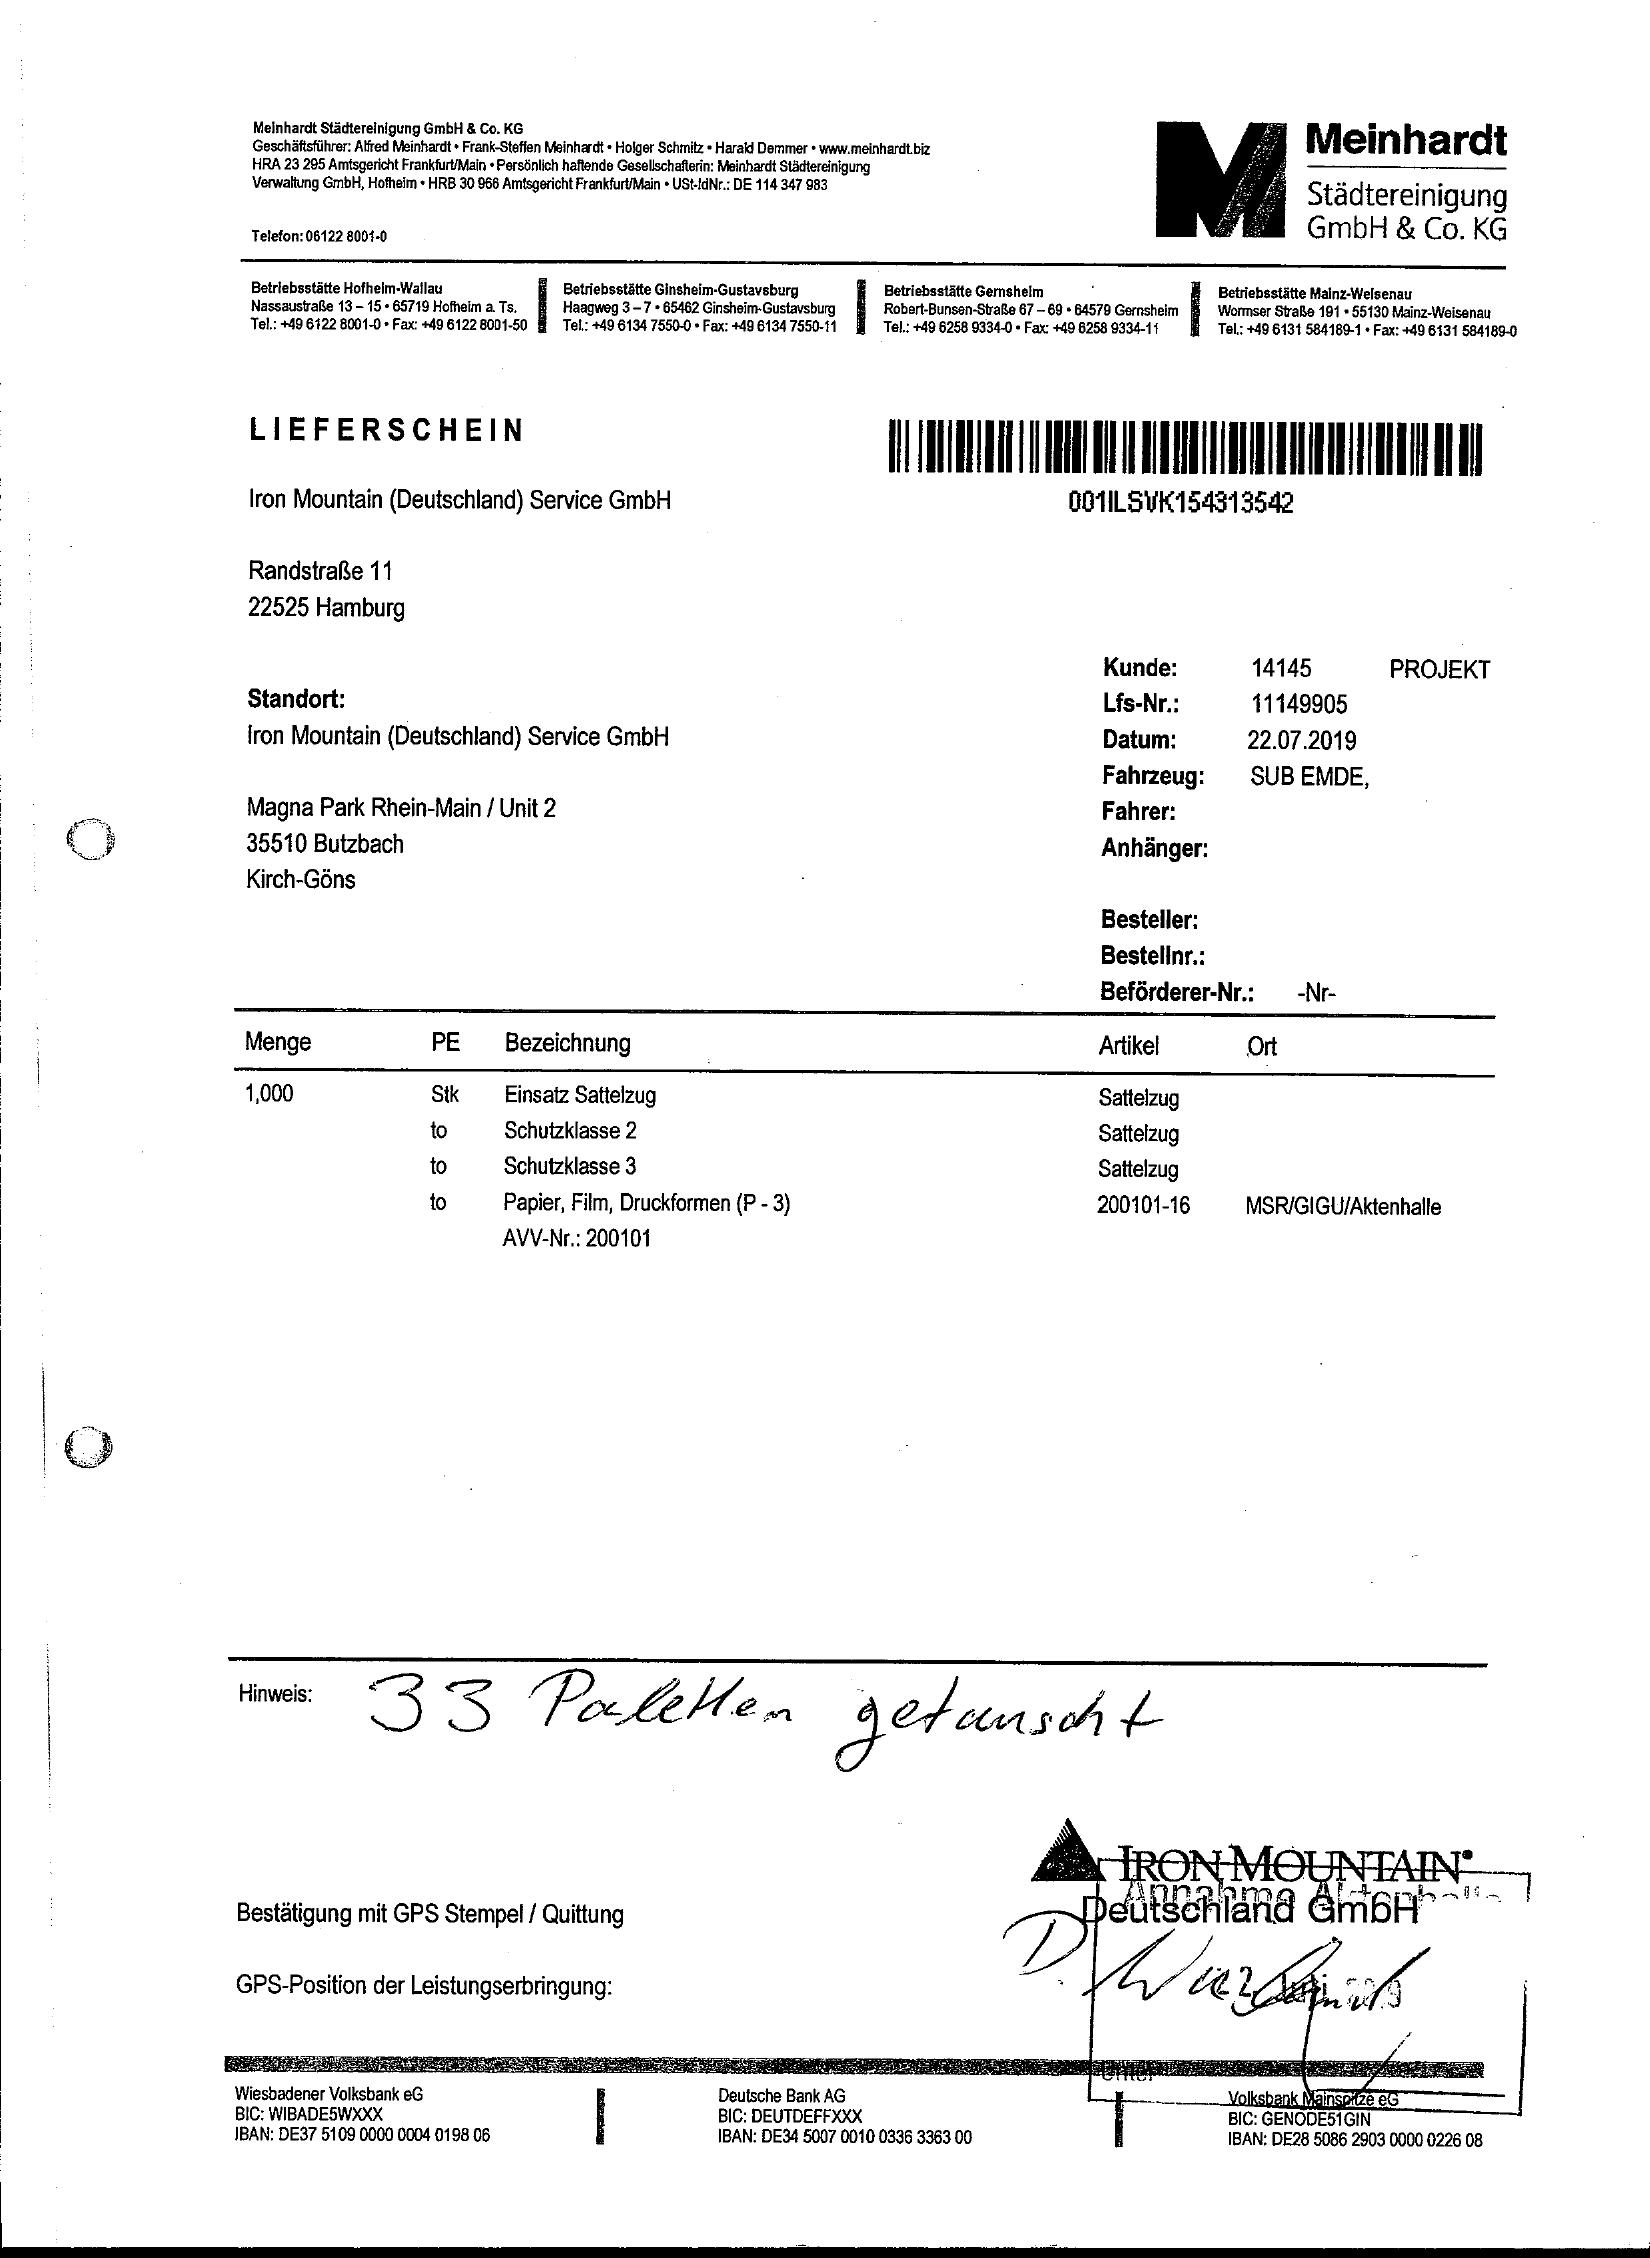 Meinhardt Städtereinigung GmbH & Co. KG
Geschäftsführer: Alfred Meinhardt • Frank-Steffen Meinhardt • Holger Schmitz • Harald Demmer • www.meinhardt.biz
HRA 23 295 Amtsgericht Frankfurt/Main • Persönlich haftende Gesellschafterin: Meinhardt Städtereinigung
Verwaltung GmbH, Hofheim • HRB 30 966 Amtsgericht Frankfurt/Main • USt-IdNr.: DE 114 347 983
Telefon: 06122 8001-0
Meinhardt
Städtereinigung
GmbH & Co. KG
Betriebsstätte Hofheim-Wallau
Nassaustraße 13 – 15 • 65719 Hofheim a. Ts.
Tel.: +49 6122 8001-0 • Fax: +49 6122 8001-50
Betriebsstätte Ginsheim-Gustavsburg
Haagweg 3 – 7 • 65462 Ginsheim-Gustavsburg
Tel.: +49 6134 7550-0 • Fax: +49 6134 7550-11
Betriebsstätte Gernsheim
Robert-Bunsen-Straße 67 – 69 • 64579 Gernsheim
Tel.: +49 6258 9334-0 • Fax: +49 6258 9334-11
Betriebsstätte Mainz-Weisenau
Wormser Straße 191 • 55130 Mainz-Weisenau
Tel.: +49 6131 584189-1 • Fax: +49 6131 584189-0
LIEFERSCHEIN
001ILSVK154313542
Iron Mountain (Deutschland) Service GmbH
Randstraße 11
22525 Hamburg
Standort:
Iron Mountain (Deutschland) Service GmbH
Magna Park Rhein-Main / Unit 2
35510 Butzbach
Kirch-Göns
Kunde: 14145 PROJEKT
Lfs-Nr.: 11149905
Datum: 22.07.2019
Fahrzeug: SUB EMDE,
Fahrer:
Anhänger:
Besteller:
Bestellnr.:
Beförderer-Nr.: -Nr-
Menge PE Bezeichnung Artikel Ort
1,000 Stk Einsatz Sattelzug Sattelzug
to Schutzklasse 2 Sattelzug
to Schutzklasse 3 Sattelzug
to Papier, Film, Druckformen (P - 3) 200101-16 MSR/GIGU/Aktenhalle
AVV-Nr.: 200101
Hinweis: 33 Paletten getauscht
IRON MOUNTAIN
Annahme
Deutschland GmbH
Bestätigung mit GPS Stempel / Quittung
GPS-Position der Leistungserbringung:
Wiesbadener Volksbank eG
BIC: WIBADE5WXXX
IBAN: DE37 5109 0000 0004 0198 06
Deutsche Bank AG
BIC: DEUTDEFFXXX
IBAN: DE34 5007 0010 0336 3363 00
Volksbank Mainspitze eG
BIC: GENODE51GIN
IBAN: DE28 5086 2903 0000 0226 08